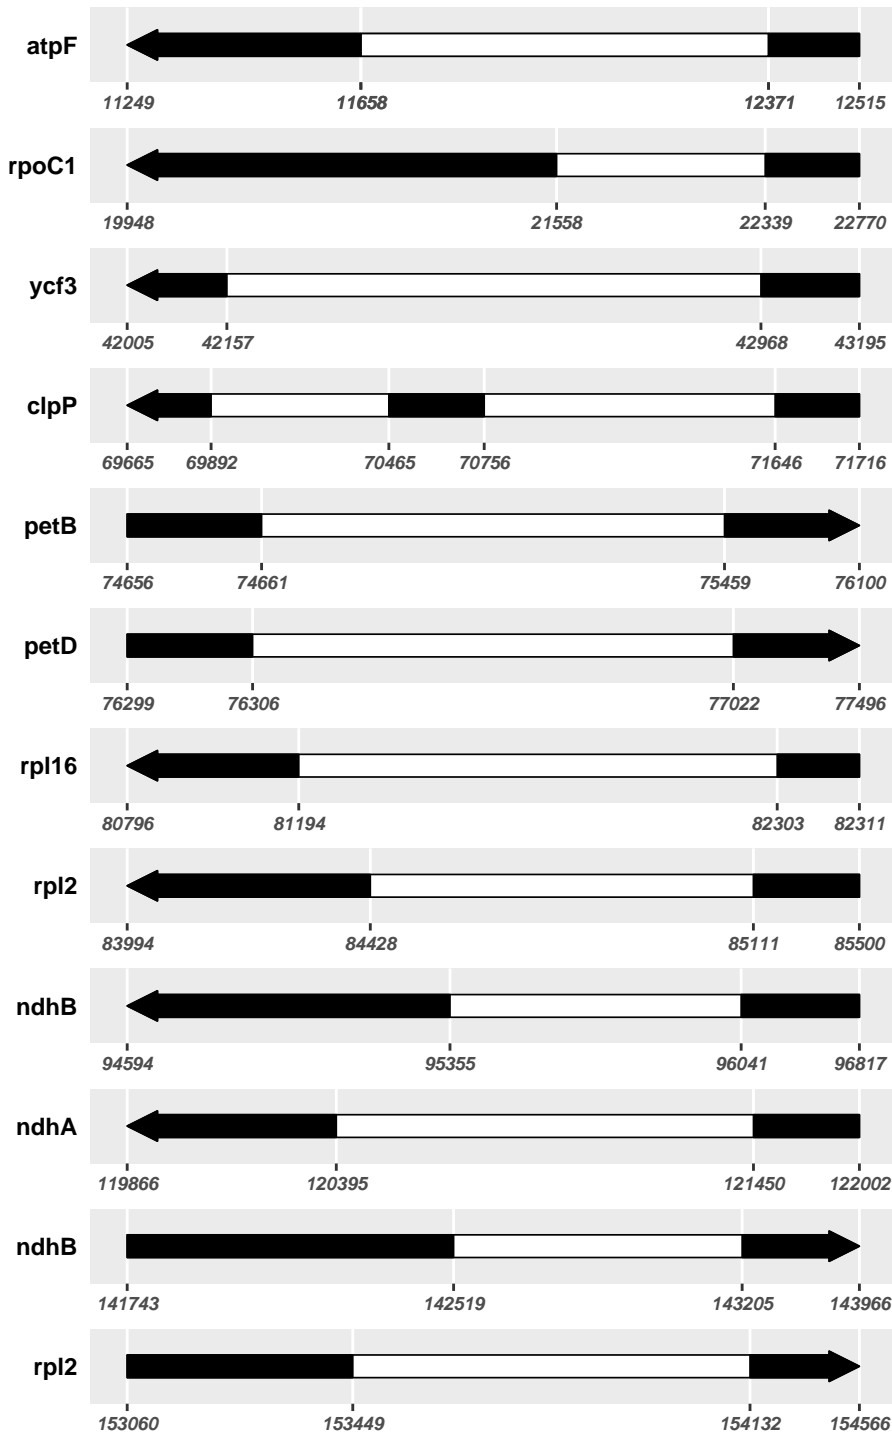 atpF
11249 11658 12371 12515
rpoC1
19948 21558 22339 22770
ycf3
42005 42157 42968 43195
clpP
69665 69892 70465 70756 71646 71716
petB
74656 74661 75459 76100
petD
76299 76306 77022 77496
rpl16
80796 81194 82303 82311
rpl2
83994 84428 85111 85500
ndhB
94594 95355 96041 96817
ndhA
119866 120395 121450 122002
ndhB
141743 142519 143205 143966
rpl2
153060 153449 154132 154566